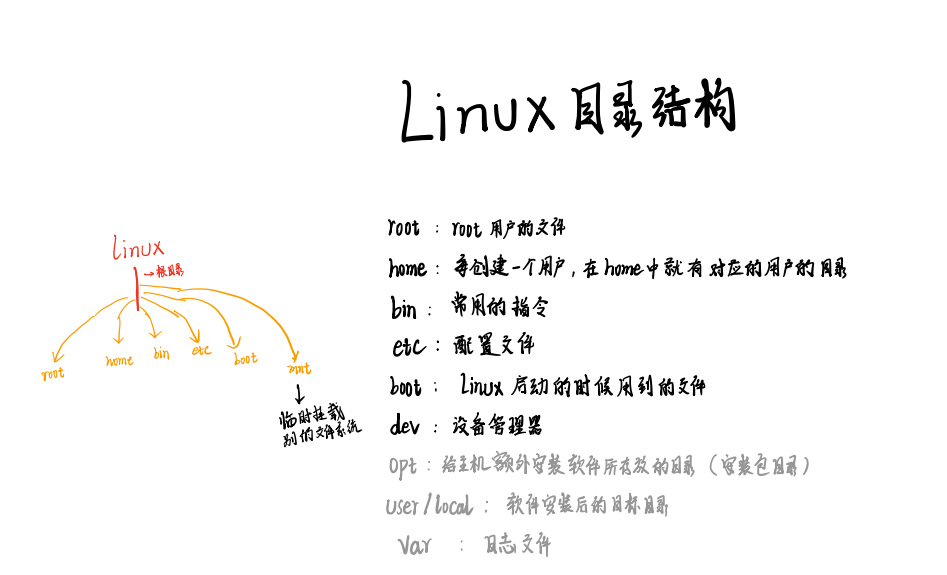 Linux 目录结构
Linux
→根目录
root
home
bin
etc
boot
mnt
临时挂载
别的文件系统
root : root 用户的文件
home : 每创建一个用户, 在home中就有对应的用户的目录
bin : 常用的指令
etc : 配置文件
boot : Linux 启动的时候用到的文件
dev : 设备管理器
opt : 给主机额外安装软件所存放的目录 (安装包目录)
user/local : 软件安装后的目标目录
var : 日志文件